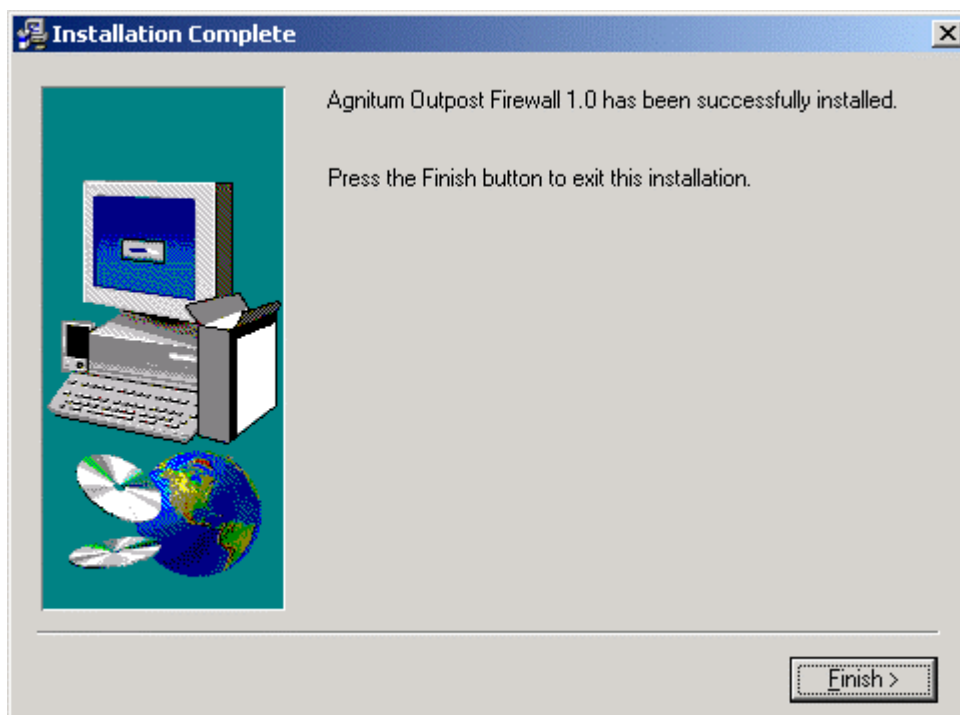 Installation Complete
Agnitum Outpost Firewall 1.0 has been successfully installed.
Press the Finish button to exit this installation.
Finish >